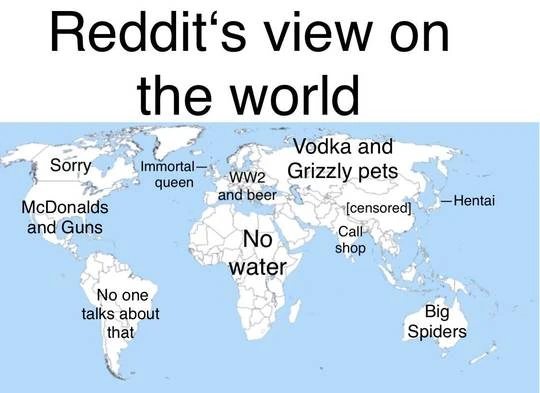 Reddit‘s view on
the world
Sorry
Immortal
queen
Vodka and
Grizzly pets
WW2
and beer
McDonalds
and Guns
[censored]
Hentai
Call
shop
No
water
No one
talks about
that
Big
Spiders